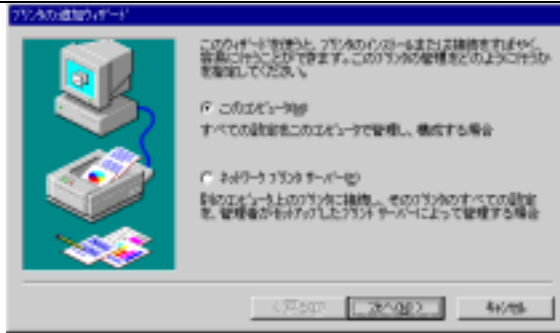 プリンタの追加ウィザード
このウィザードを使うと、プリンタのインストールまたは接続をすばやく、
容易に行うことができます。このプリンタの管理をどのように行うか
を指定してください。
このコンピュータ(M)
すべての設定をこのコンピュータで管理し、構成する場合
ネットワーク プリンタ サーバー(E)
別のコンピュータ上のプリンタに接続し、そのプリンタのすべての設定
を、管理者がセットアップしたプリント サーバーによって管理する場合
< 戻る(B) 次へ(N) > キャンセル